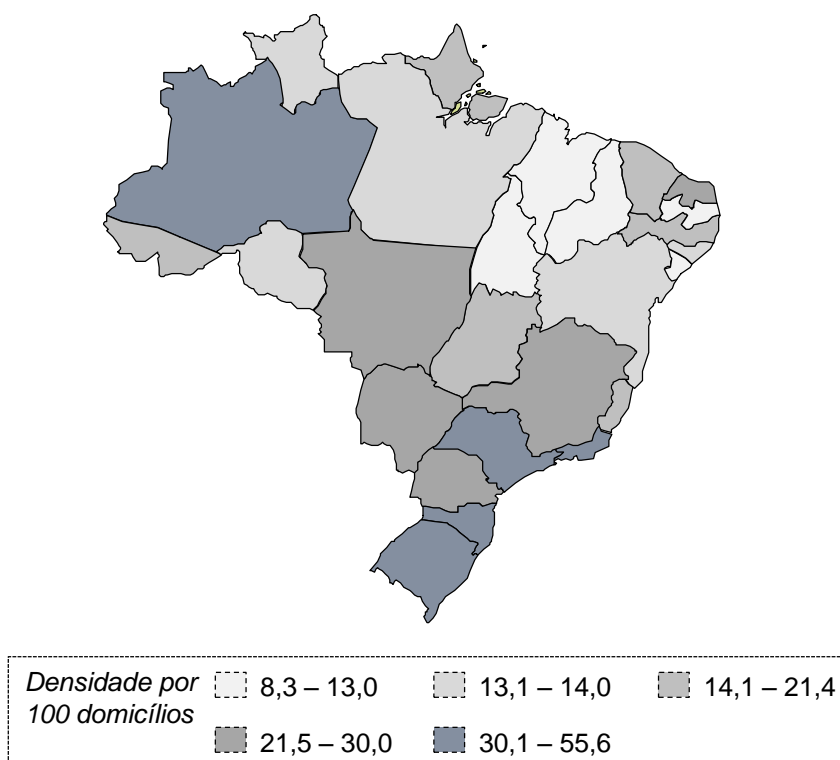 Densidade por
100 domicílios
8,3 – 13,0
13,1 – 14,0
14,1 – 21,4
21,5 – 30,0
30,1 – 55,6